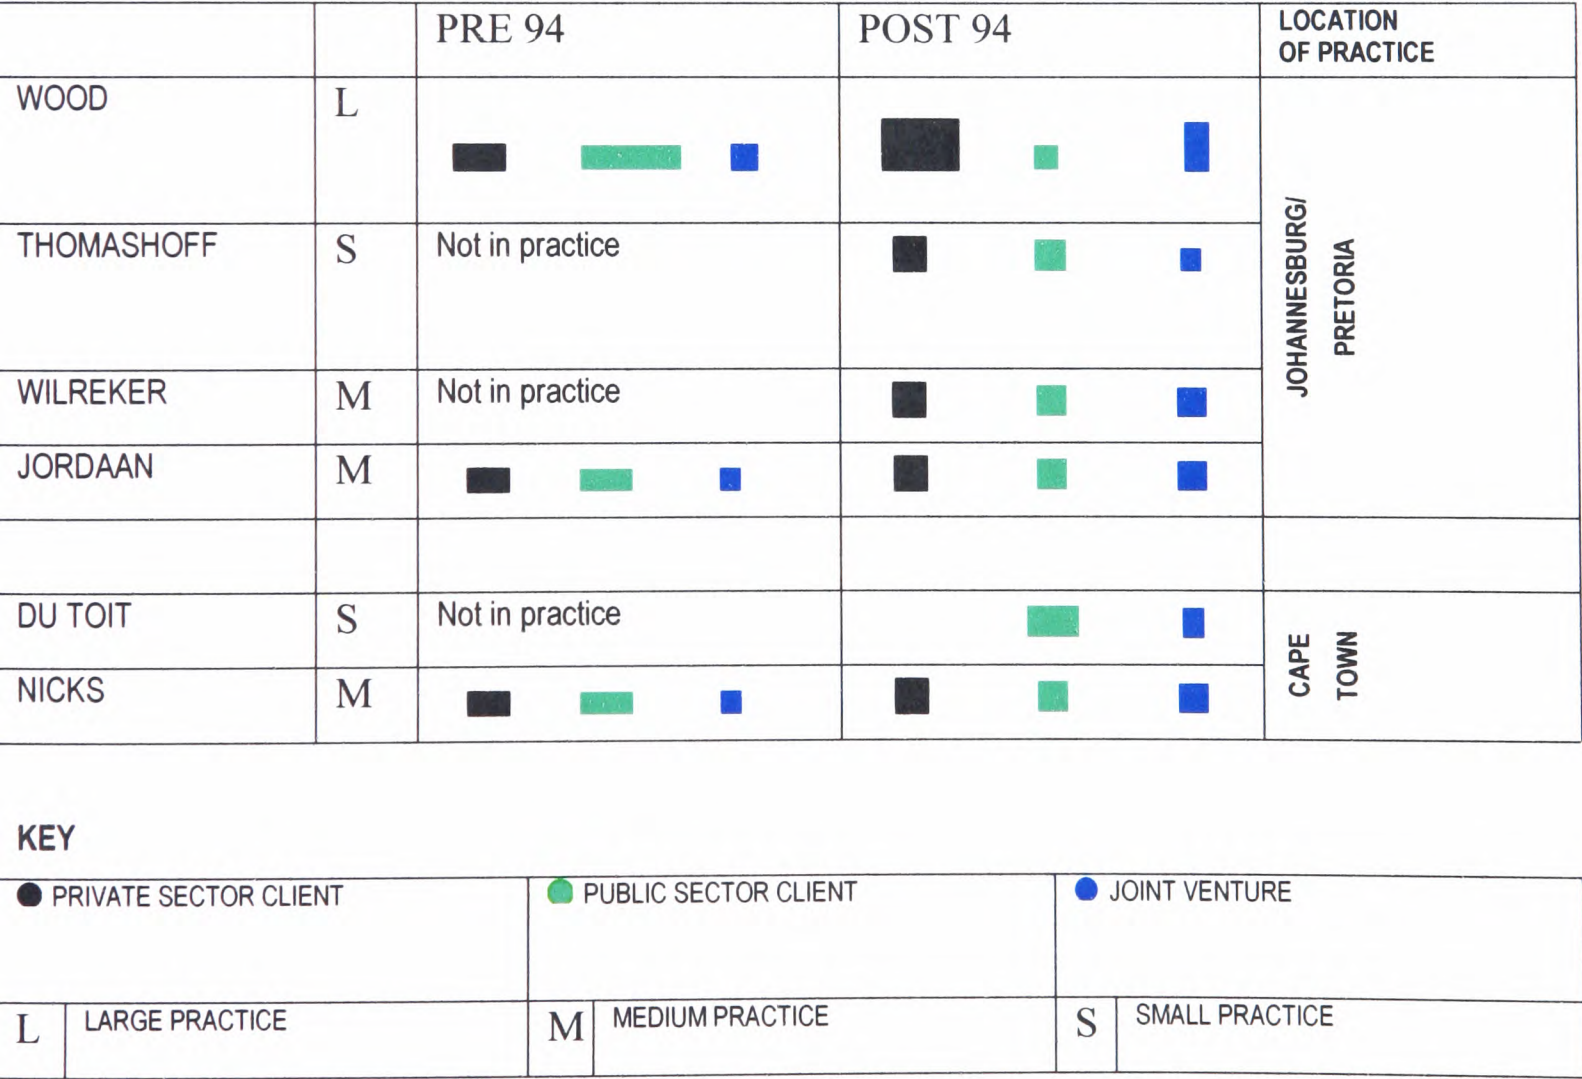 PRE 94
POST 94
LOCATION
OF PRACTICE
WOOD
L
THOMASHOFF
S
Not in practice
WILREKER
M
Not in practice
JORDAAN
M
JOHANNESBURG/
PRETORIA
DU TOIT
S
Not in practice
NICKS
M
CAPE
TOWN
KEY
PRIVATE SECTOR CLIENT
PUBLIC SECTOR CLIENT
JOINT VENTURE
L
LARGE PRACTICE
M
MEDIUM PRACTICE
S
SMALL PRACTICE